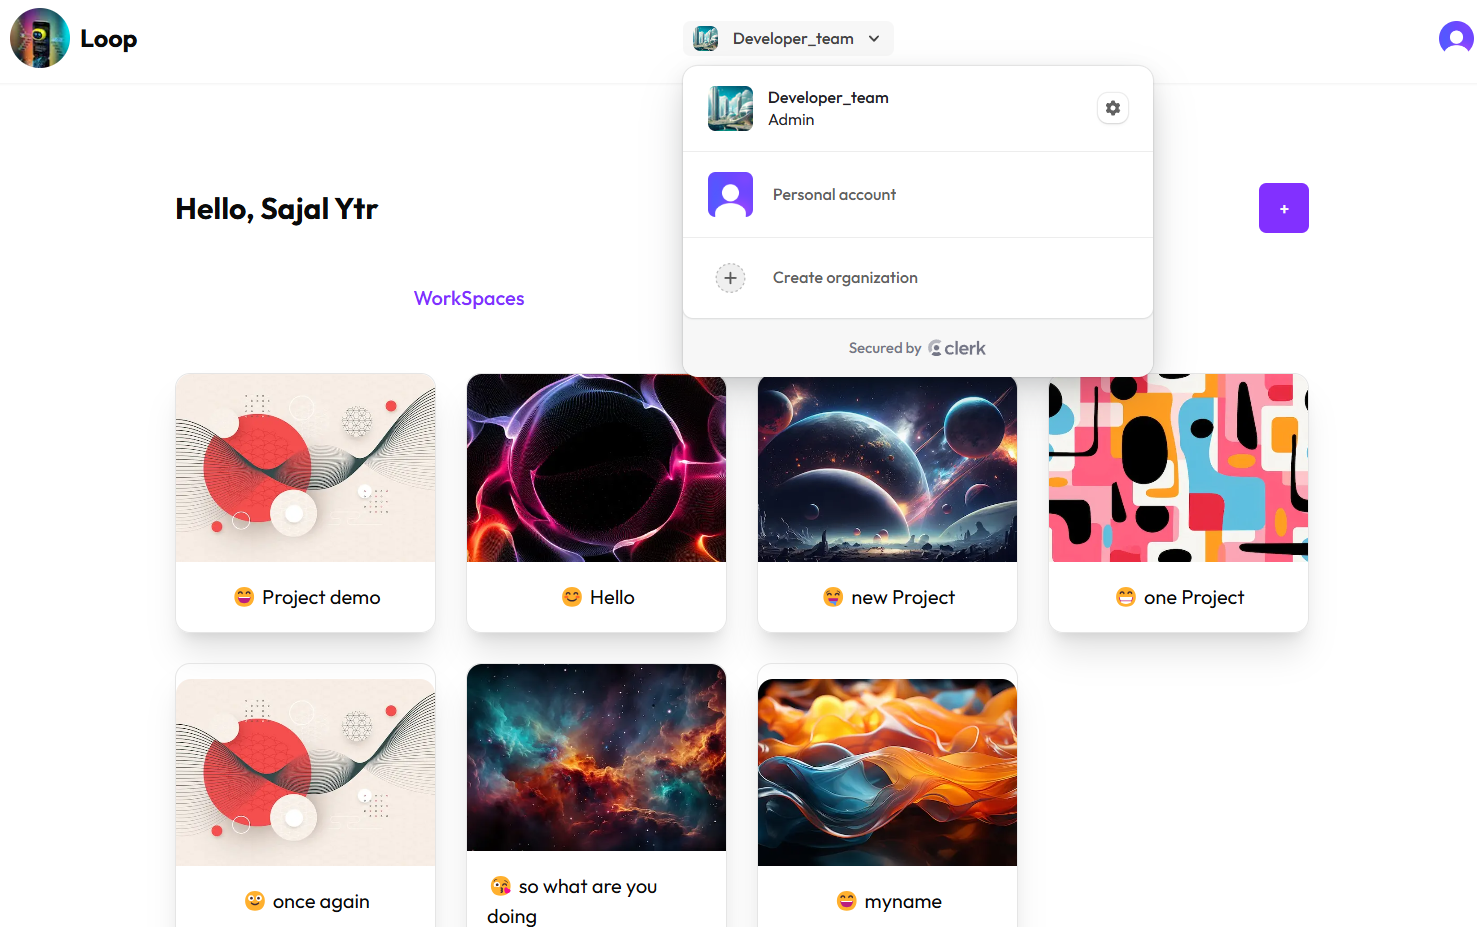 Loop
Developer_team
Developer_team
Admin
Personal account
Hello, Sajal Ytr
+
Create organization
WorkSpaces
Secured by clerk
😄 Project demo
😊 Hello
🤪 new Project
😁 one Project
🙂 once again
😘 so what are you
doing
😄 myname